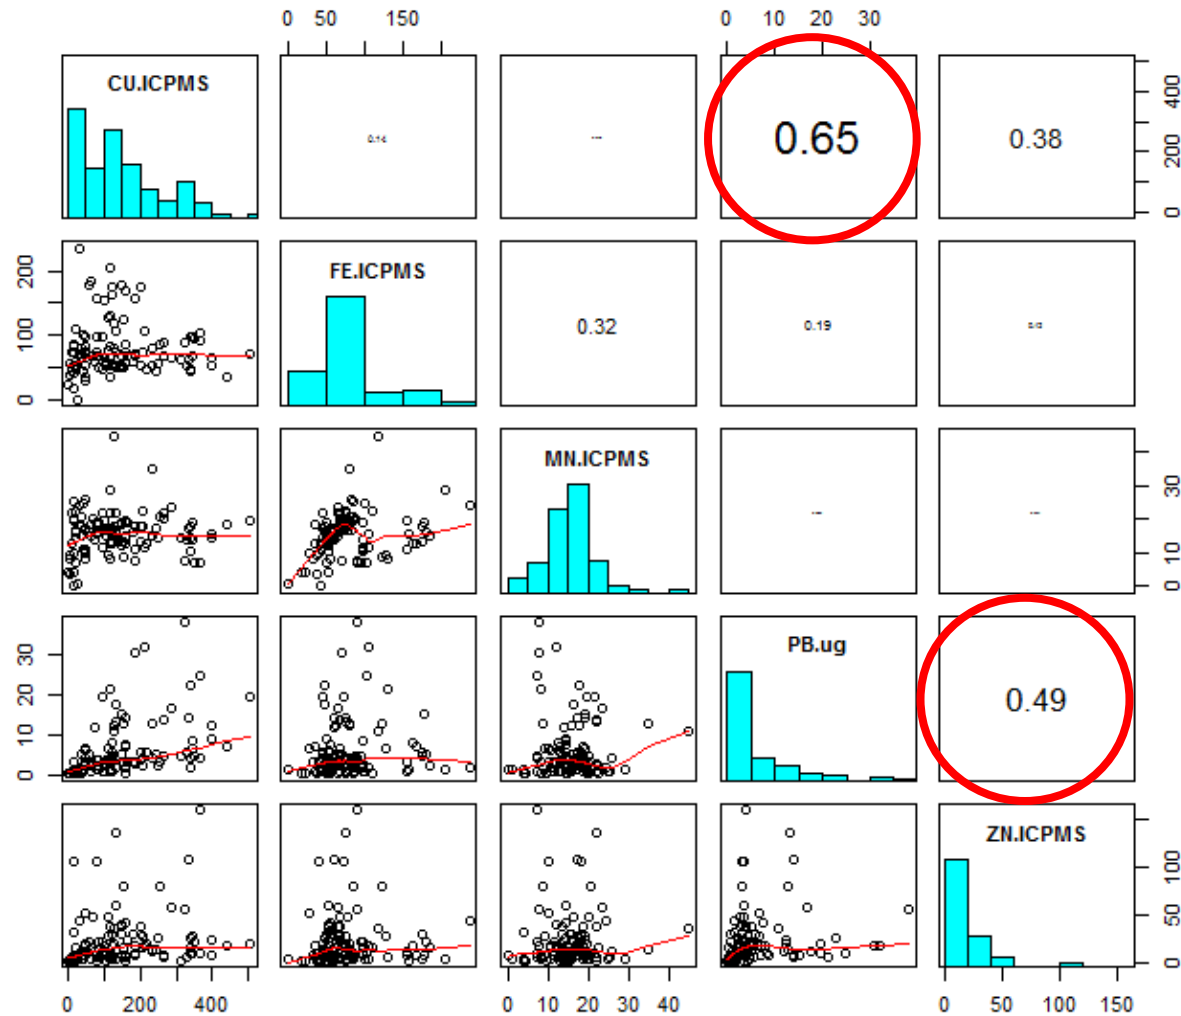 0 50 150 0 10 20 30
CU.ICPMS 0.65 0.38 0 200 400
0 100 200 FE.ICPMS 0.32 0.19
MN.ICPMS 0 10 30
0 10 20 30 PB.ug 0.49
ZN.ICPMS 0 50 100
0 200 400 0 10 20 30 40 0 50 100 150